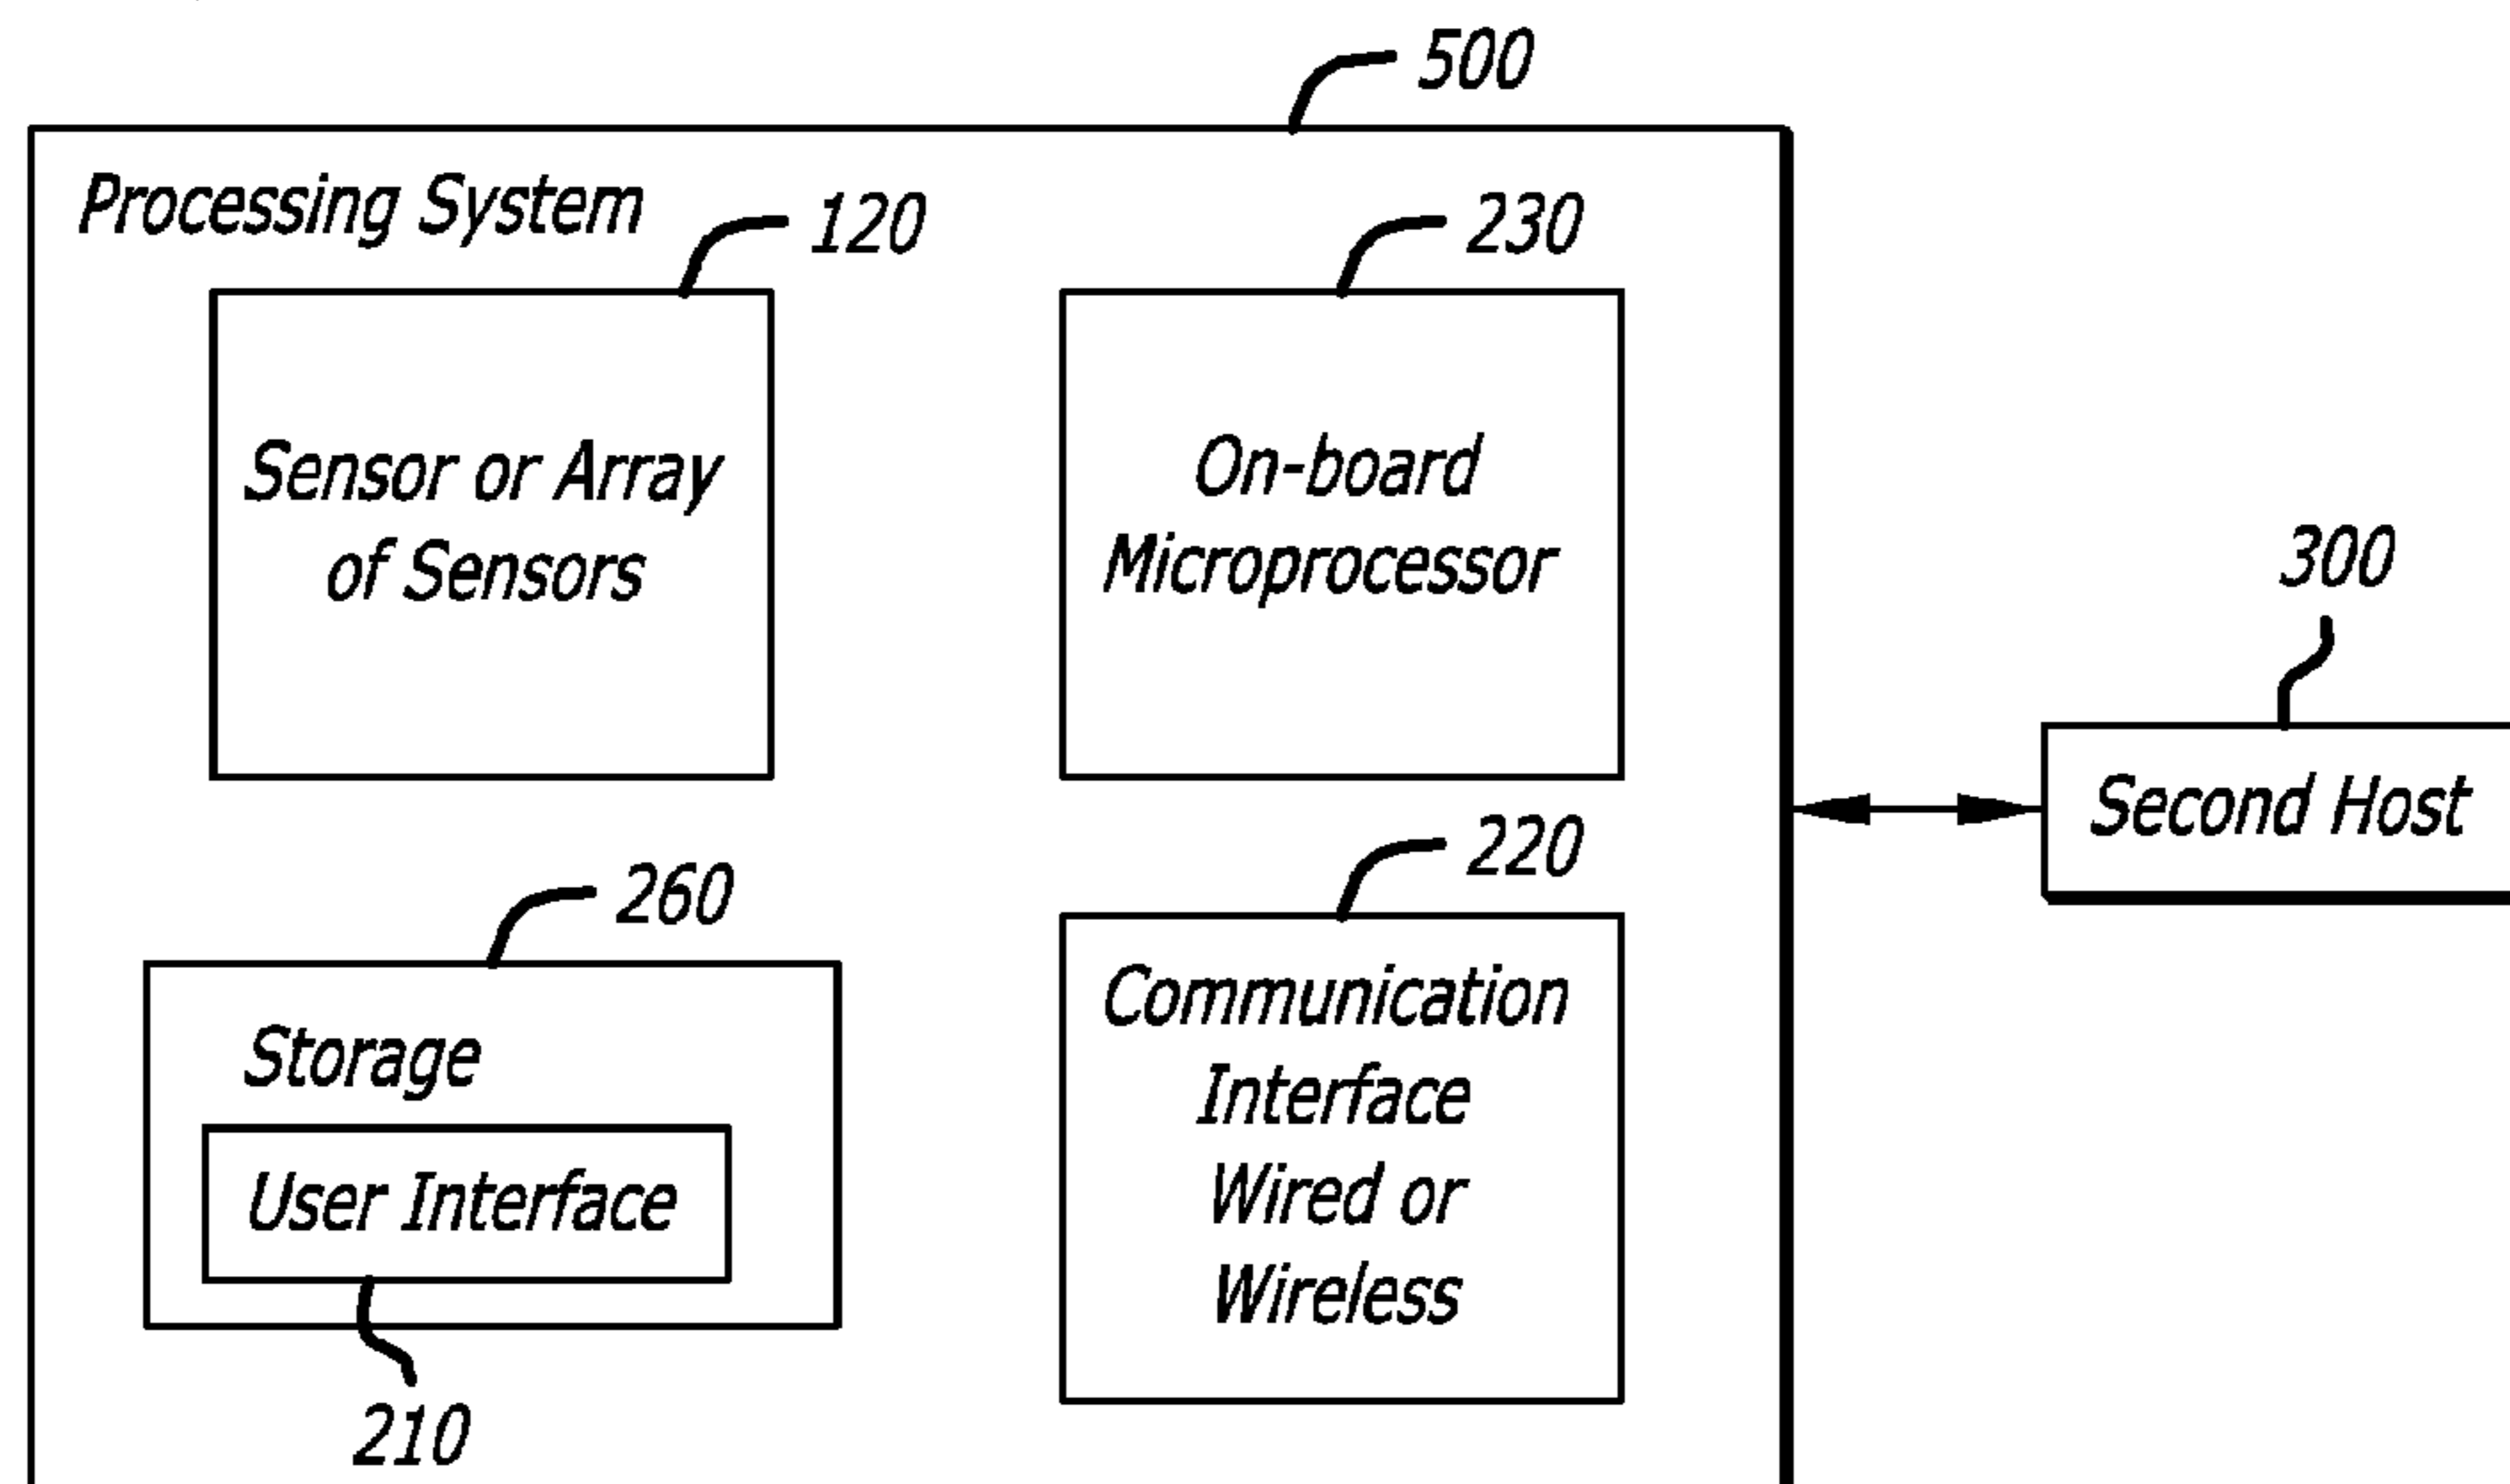 500
Processing System
120
230
Sensor or Array
of Sensors
On-board
Microprocessor
300
Second Host
260
220
Storage
User Interface
Communication
Interface
Wired or
Wireless
210